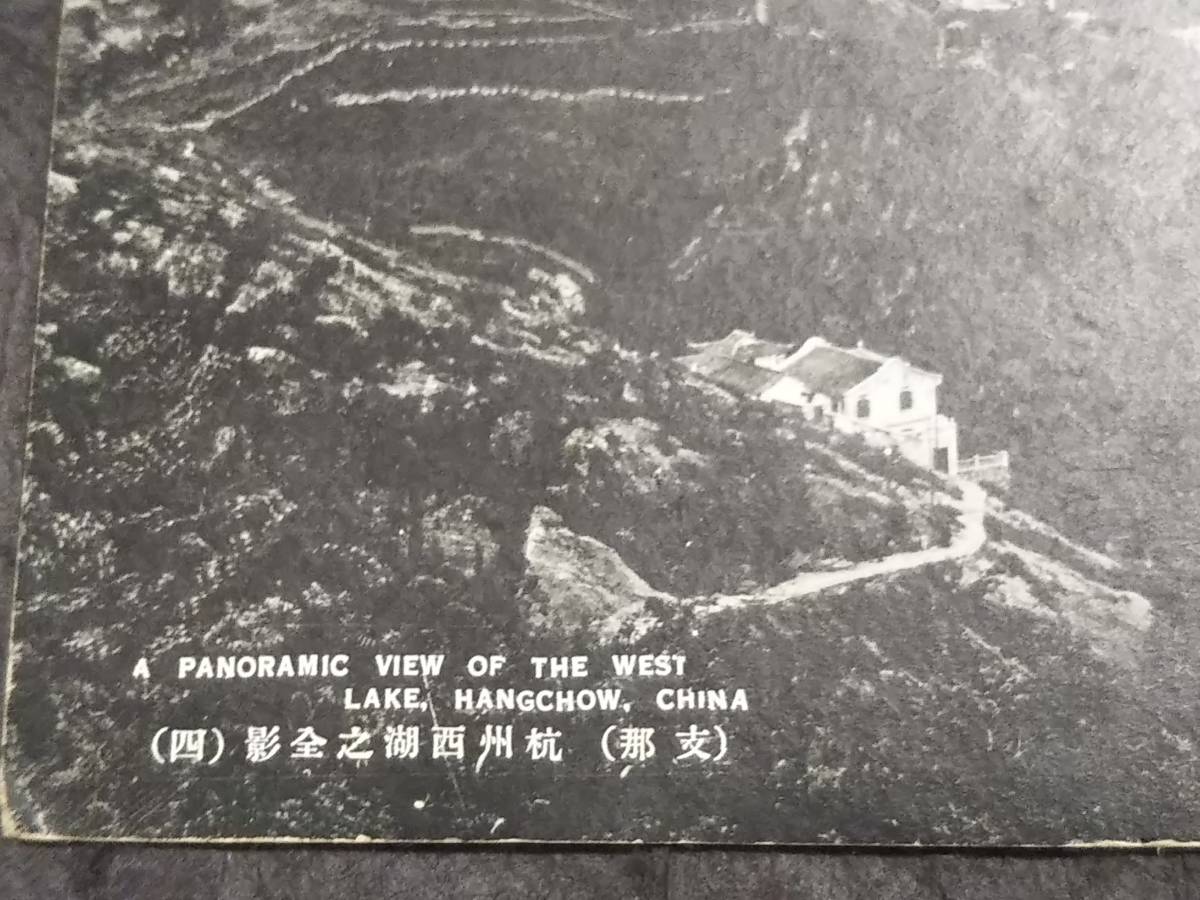 A PANORAMIC VIEW OF THE WEST
LAKE, HANGCHOW, CHINA
(支那) 杭州西湖之全影 (四)